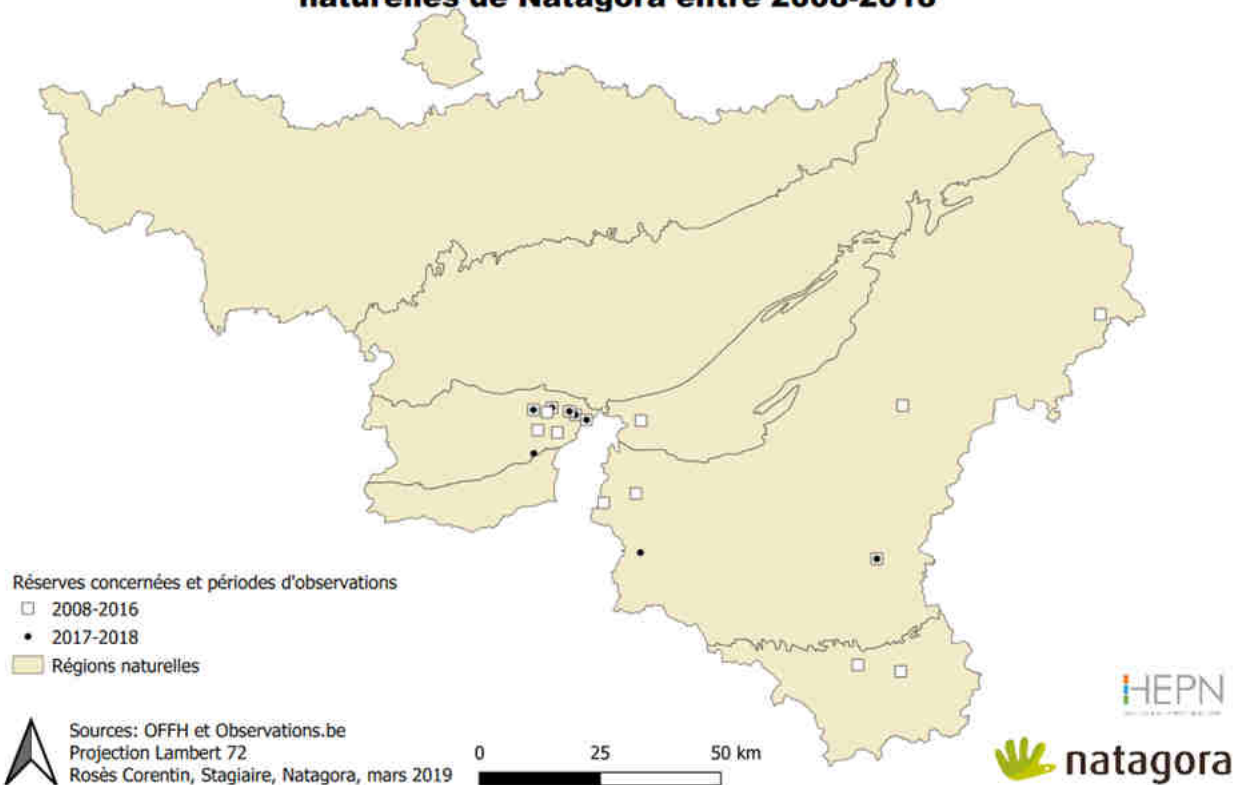 naturelles de Natagora entre 2008-2018
Réserves concernées et périodes d'observations
2008-2016
2017-2018
Régions naturelles
Sources: OFFH et Observations.be
Projection Lambert 72
Rosès Corentin, Stagiaire, Natagora, mars 2019
0 25 50 km
HEPN
natagora